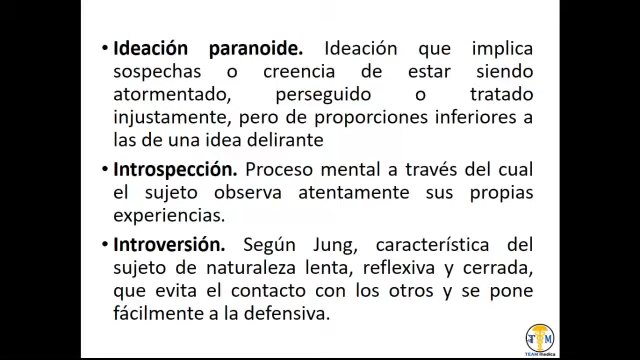 • Ideación paranoide. Ideación que implica
sospechas o creencia de estar siendo
atormentado, perseguido o tratado
injustamente, pero de proporciones inferiores a
las de una idea delirante
• Introspección. Proceso mental a través del cual
el sujeto observa atentamente sus propias
experiencias.
• Introversión. Según Jung, característica del
sujeto de naturaleza lenta, reflexiva y cerrada,
que evita el contacto con los otros y se pone
fácilmente a la defensiva.
T M
TEAM medica